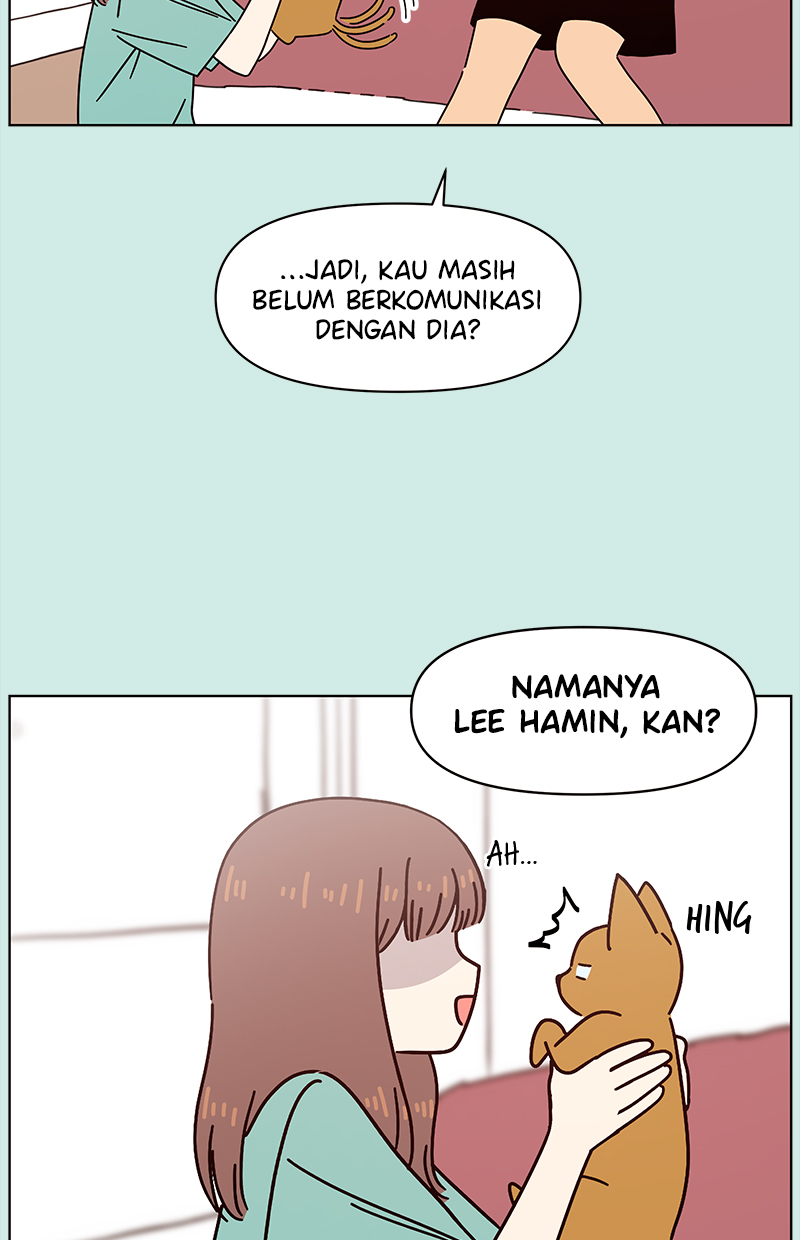 ...JADI, KAU MASIH
BELUM BERKOMUNIKASI
DENGAN DIA?
NAMANYA
LEE HAMIN, KAN?
AH...
HING